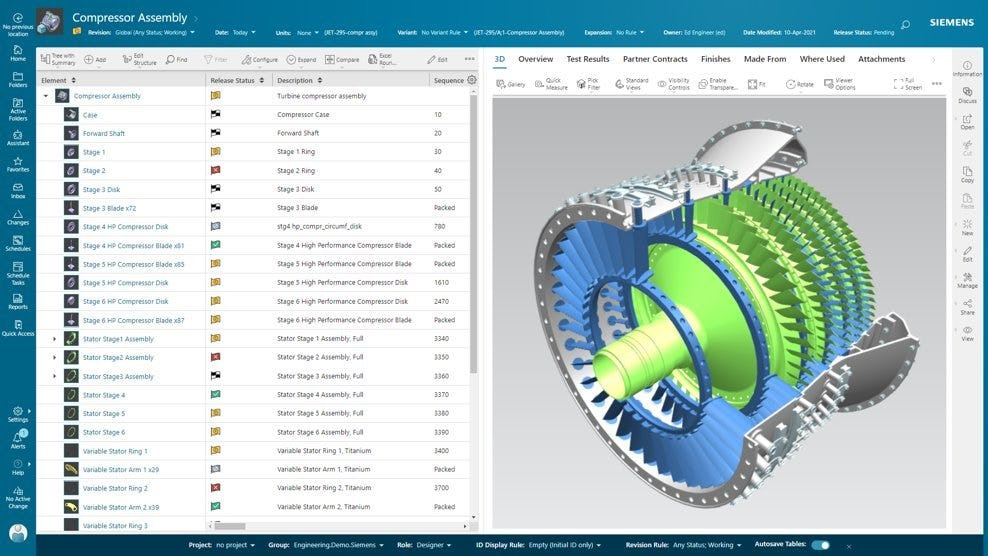 No previous location
Compressor Assembly
Revision: Global (Any Status; Working)
Date: Today
Units: None
(JET-295-compr assy)
Variant: No Variant Rule
(JET-295/A;1-Compressor Assembly)
Expansion: No Rule
Owner: Ed Engineer (ed)
Date Modified: 10-Apr-2021
Release Status: Pending
SIEMENS
Home
Folders
Active Folders
Assistant
Favorites
Inbox
Changes
Schedules
Schedule Tasks
Reports
Quick Access
Settings
Alerts
1
Help
No Active Change
Tree with Summary
Add
Edit Structure
Find
Filter
Configure
Expand
Compare
Excel Roun...
Edit
Element
Release Status
Description
Sequence
Compressor Assembly Turbine compressor assembly
Case Compressor Case 10
Forward Shaft Forward Shaft 20
Stage 1 Stage 1 Ring 30
Stage 2 Stage 2 Ring 40
Stage 3 Disk Stage 3 Disk 50
Stage 3 Blade x72 Stage 3 Blade Packed
Stage 4 HP Compressor Disk stg4 hp_compr_circumf_disk 780
Stage 4 HP Compressor Blade x81 Stage 4 High Performance Compressor Blade Packed
Stage 5 HP Compressor Blade x85 Stage 5 High Performance Compressor Blade Packed
Stage 5 HP Compressor Disk Stage 5 High Performance Compressor Disk 1610
Stage 6 HP Compressor Disk Stage 6 High Performance Compressor Disk 2470
Stage 6 HP Compressor Blade x87 Stage 6 High Performance Compressor Blade Packed
Stator Stage1 Assembly Stator Stage1 Assembly, Full 3340
Stator Stage2 Assembly Stator Stage 2 Assembly, Full 3350
Stator Stage3 Assembly Stator Stage 3 Assembly, Full 3360
Stator Stage 4 Stator Stage 4 Assembly, Full 3370
Stator Stage 5 Stator Stage 5 Assembly, Full 3380
Stator Stage 6 Stator Stage 6 Assembly, Full 3390
Variable Stator Ring 1 Variable Stator Ring 1, Titanium 3400
Variable Stator Arm 1 x29 Variable Stator Arm 1, Titanium Packed
Variable Stator Ring 2 Variable Stator Ring 2, Titanium 3700
Variable Stator Arm 2 x39 Variable Stator Arm 2, Titanium Packed
Variable Stator Ring 3
3D
Overview
Test Results
Partner Contracts
Finishes
Made From
Where Used
Attachments
Gallery
Quick Measure
Pick Filter
Standard Views
Visibility Controls
Enable Transpare...
Fit
Rotate
Viewer Options
Full Screen
Information
Discuss
Open
Cut
Copy
Paste
New
Edit
Manage
Share
View
Project: no project
Group: Engineering.Demo.Siemens
Role: Designer
ID Display Rule: Empty (Initial ID only)
Revision Rule: Any Status; Working
Autosave Tables: